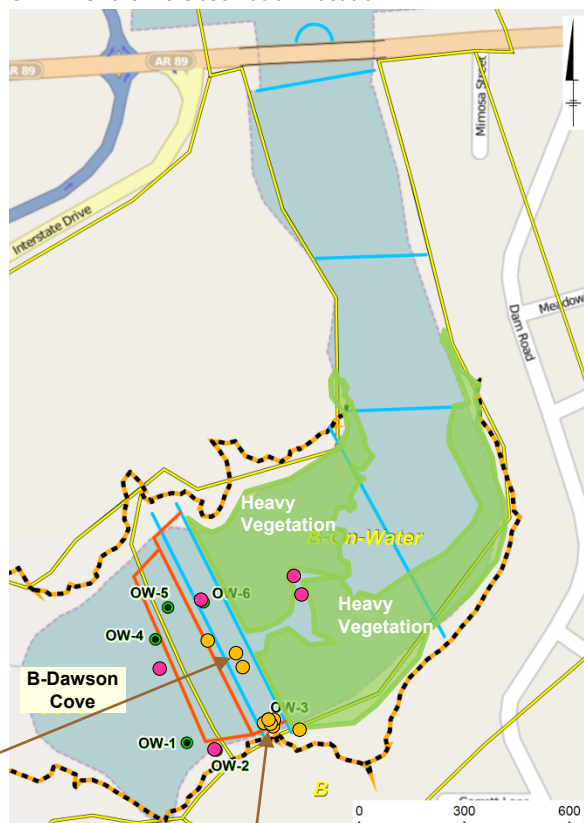 AR 89
AR 89
Mimosa Street
Interstate Drive
Dam Road
Meadow
Heavy
Vegetation
B-On-Water
OW-5
OW-6
Heavy
Vegetation
OW-4
B-Dawson
Cove
OW-3
OW-1
OW-2
B
0 300 600